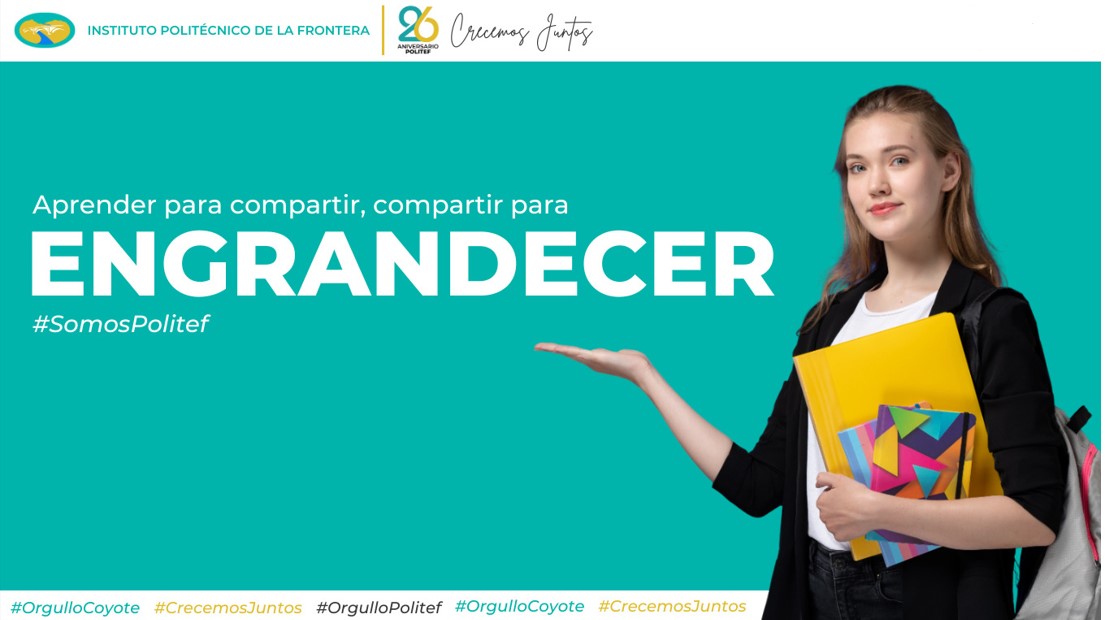 INSTITUTO POLITÉCNICO DE LA FRONTERA
26
ANIVERSARIO
POLITEF
Crecemos Juntos
Aprender para compartir, compartir para
ENGRANDECER
#SomosPolitef
#OrgulloCoyote #CrecemosJuntos #OrgulloPolitef #OrgulloCoyote #CrecemosJuntos